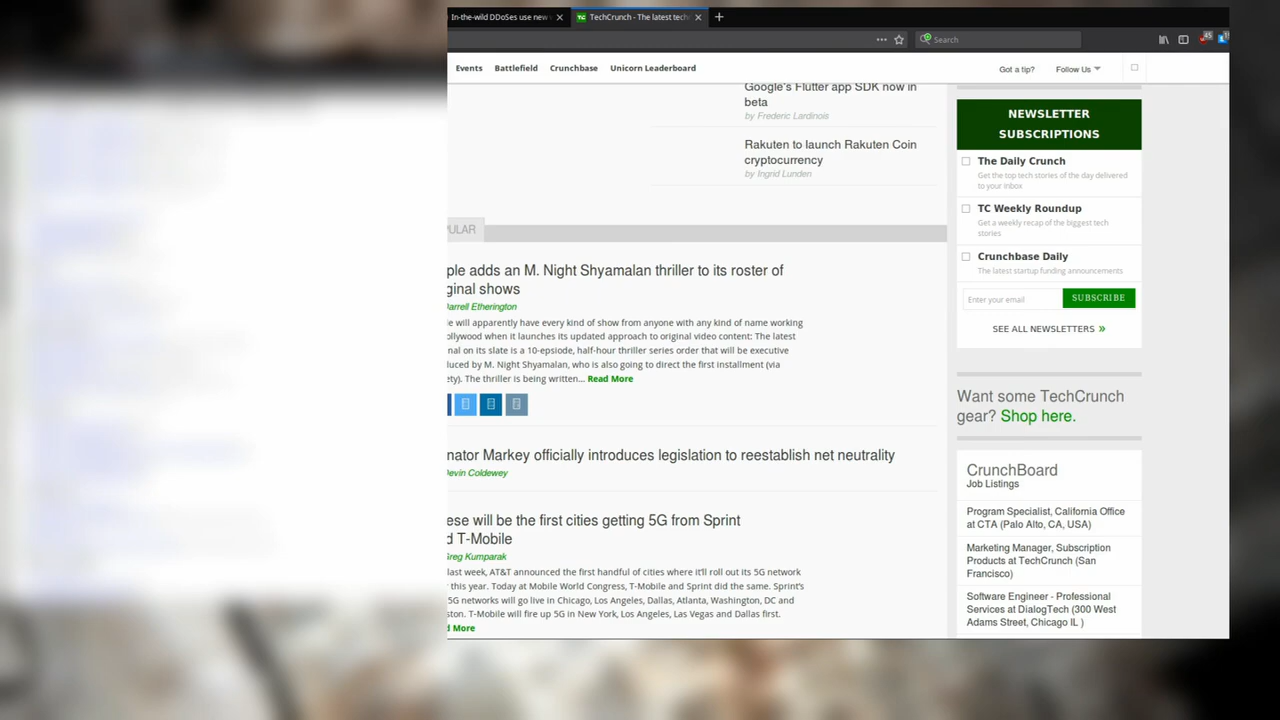 In-the-wild DDoSes use new
TechCrunch - The latest tech
Search
45
Events Battlefield Crunchbase Unicorn Leaderboard
Got a tip? Follow Us
Google's Flutter app SDK now in
beta
by Frederic Lardinois
Rakuten to launch Rakuten Coin
cryptocurrency
by Ingrid Lunden
PULAR
ple adds an M. Night Shyamalan thriller to its roster of
ginal shows
Darrell Etherington
le will apparently have every kind of show from anyone with any kind of name working
ollywood when it launches its updated approach to original video content: The latest
nal on its slate is a 10-epsiode, half-hour thriller series order that will be executive
duced by M. Night Shyamalan, who is also going to direct the first installment (via
ety). The thriller is being written... Read More
nator Markey officially introduces legislation to reestablish net neutrality
Devin Coldewey
ese will be the first cities getting 5G from Sprint
d T-Mobile
Greg Kumparak
last week, AT&T announced the first handful of cities where it'll roll out its 5G network
this year. Today at Mobile World Congress, T-Mobile and Sprint did the same. Sprint's
5G networks will go live in Chicago, Los Angeles, Dallas, Atlanta, Washington, DC and
ston. T-Mobile will fire up 5G in New York, Los Angeles, Las Vegas and Dallas first.
d More
NEWSLETTER
SUBSCRIPTIONS
The Daily Crunch
Get the top tech stories of the day delivered
to your inbox
TC Weekly Roundup
Get a weekly recap of the biggest tech
stories
Crunchbase Daily
The latest startup funding announcements
Enter your email SUBSCRIBE
SEE ALL NEWSLETTERS »
Want some TechCrunch
gear? Shop here.
CrunchBoard
Job Listings
Program Specialist, California Office
at CTA (Palo Alto, CA, USA)
Marketing Manager, Subscription
Products at TechCrunch (San
Francisco)
Software Engineer - Professional
Services at DialogTech (300 West
Adams Street, Chicago IL )